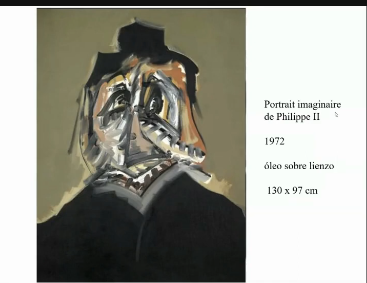 Portrait imaginaire
de Philippe II
1972
óleo sobre lienzo
130 x 97 cm